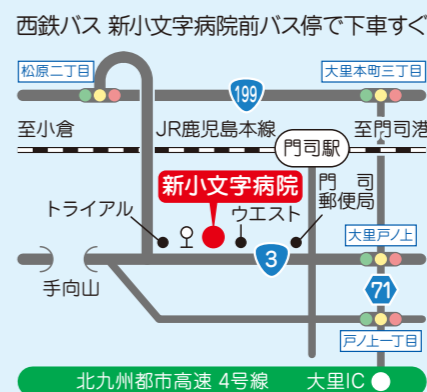 西鉄バス 新小文字病院前バス停で下車すぐ
松原二丁目
199
大里本町三丁目
至小倉
JR鹿児島本線
至門司港
門司駅
新小文字病院
門司
郵便局
トライアル
ウエスト
大里戸ノ上
3
手向山
71
戸ノ上一丁目
北九州都市高速 4号線 大里IC